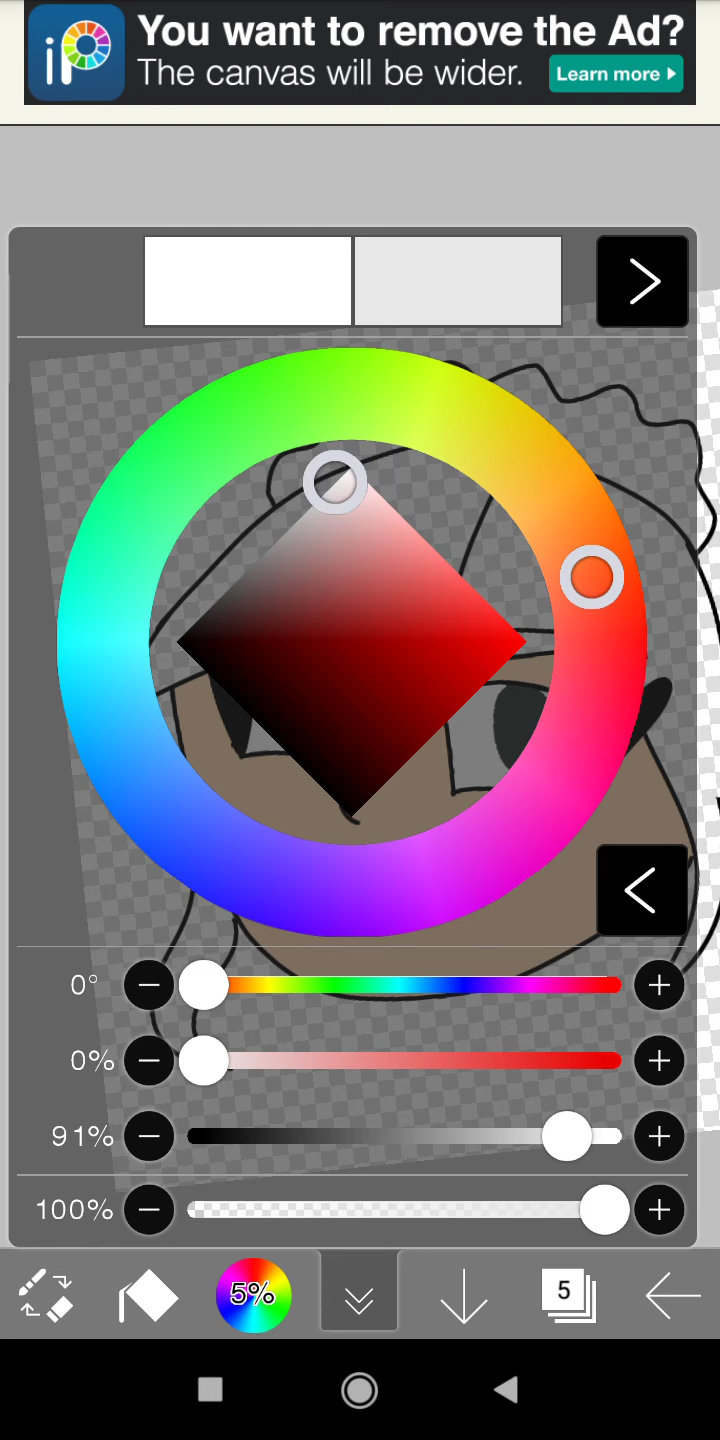 iP
You want to remove the Ad?
The canvas will be wider.
Learn more
0°
0%
91%
100%
5%
5